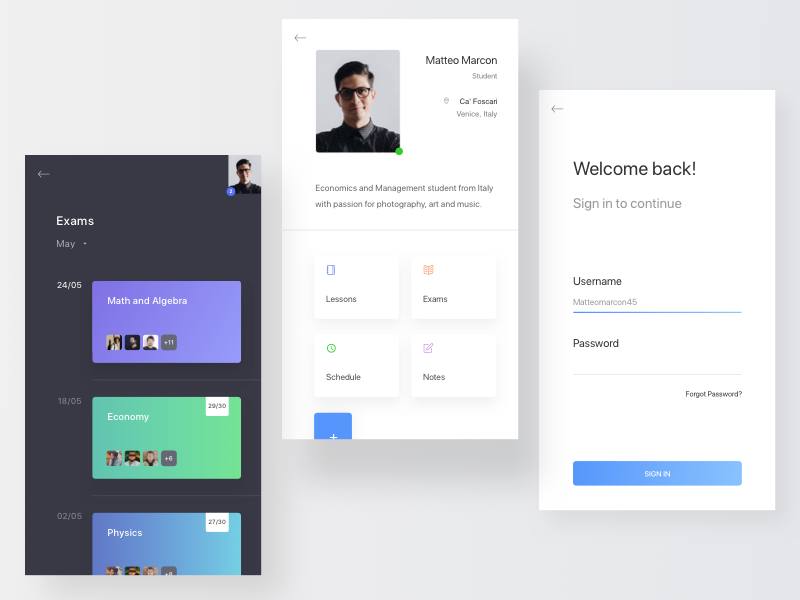 Exams
May
24/05
Math and Algebra
+11
18/05
29/30
Economy
+6
02/05
27/30
Physics
2
Matteo Marcon
Student
Ca' Foscari
Venice, Italy
Economics and Management student from Italy
with passion for photography, art and music.
Lessons
Exams
Schedule
Notes
+
Welcome back!
Sign in to continue
Username
Matteomarcon45
Password
Forgot Password?
SIGN IN